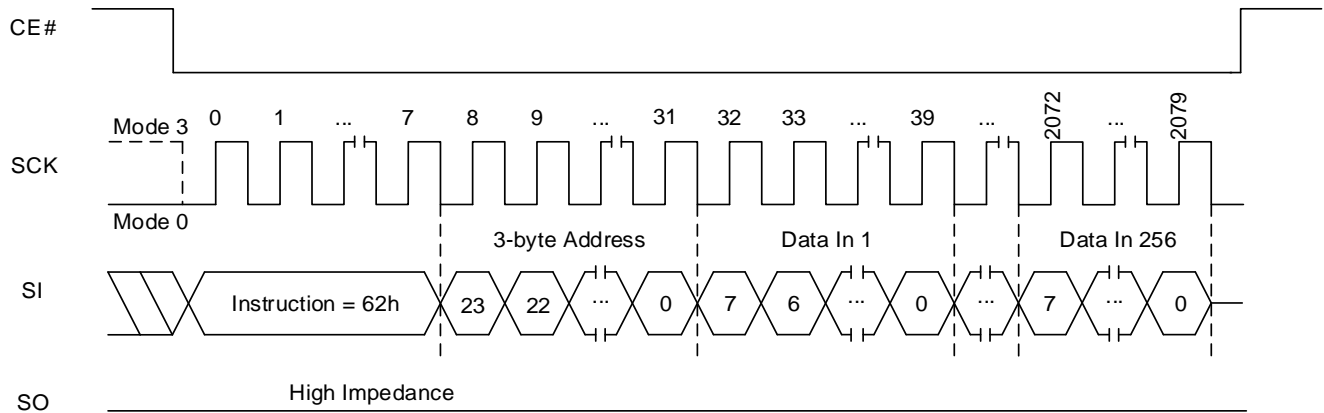 CE#
Mode 3
0 1 ... 7 8 9 ... 31 32 33 ... 39 ... 2072 ... 2079
SCK
Mode 0
3-byte Address Data In 1 Data In 256
SI
Instruction = 62h 23 22 ... 0 7 6 ... 0 ... 7 ... 0
High Impedance
SO